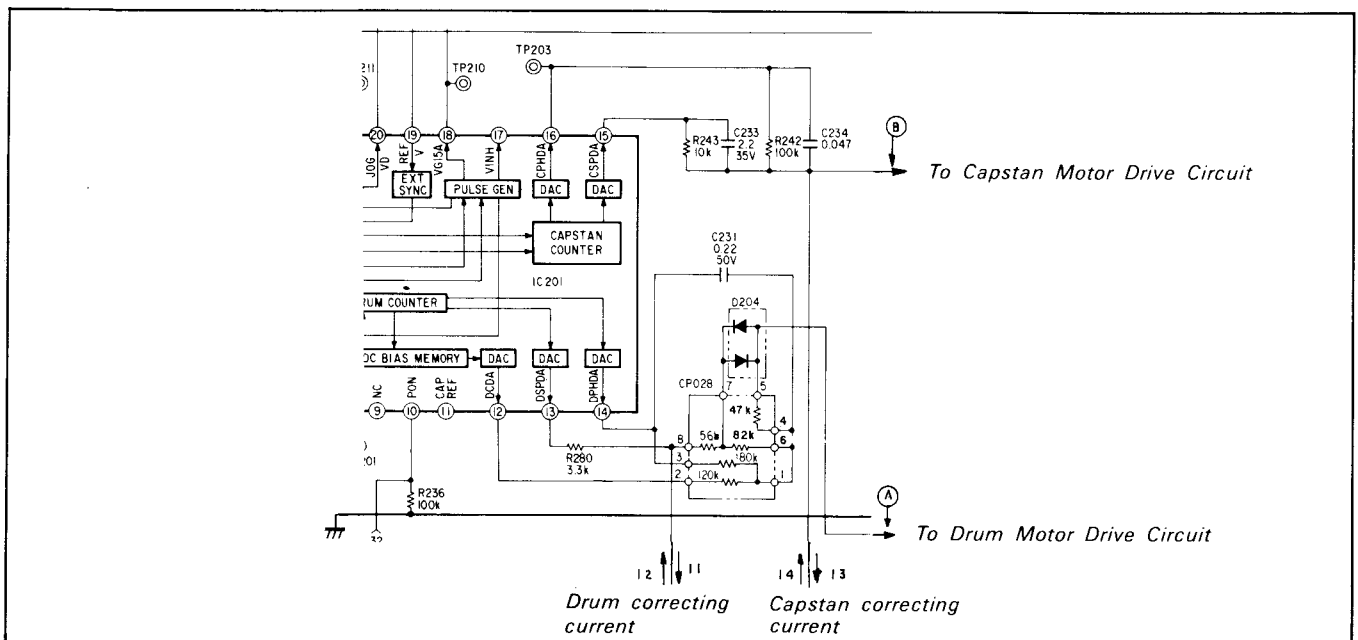 TP203
TP210
211
20 19 18 17 16 15
JOG VD
REF V
VG15A
VINH
CPHDA
CSPDA
EXT SYNC
PULSE GEN
DAC
DAC
CAPSTAN COUNTER
R243
10k
C233
2.2
35V
R242
100k
C234
0.047
B
To Capstan Motor Drive Circuit
C231
0.22
50V
IC201
D204
RUM COUNTER
DC BIAS MEMORY
DAC
DAC
DAC
NC
PON
CAP REF
DCDA
DSPDA
DPHDA
9 10 11 12 13 14
CP028
7 5
47k
4
8 56k 82k 6
3 180k
2 120k 1
R280
3.3k
201
R236
100k
32
A
To Drum Motor Drive Circuit
I2 I1
I4 I3
Drum correcting
current
Capstan correcting
current